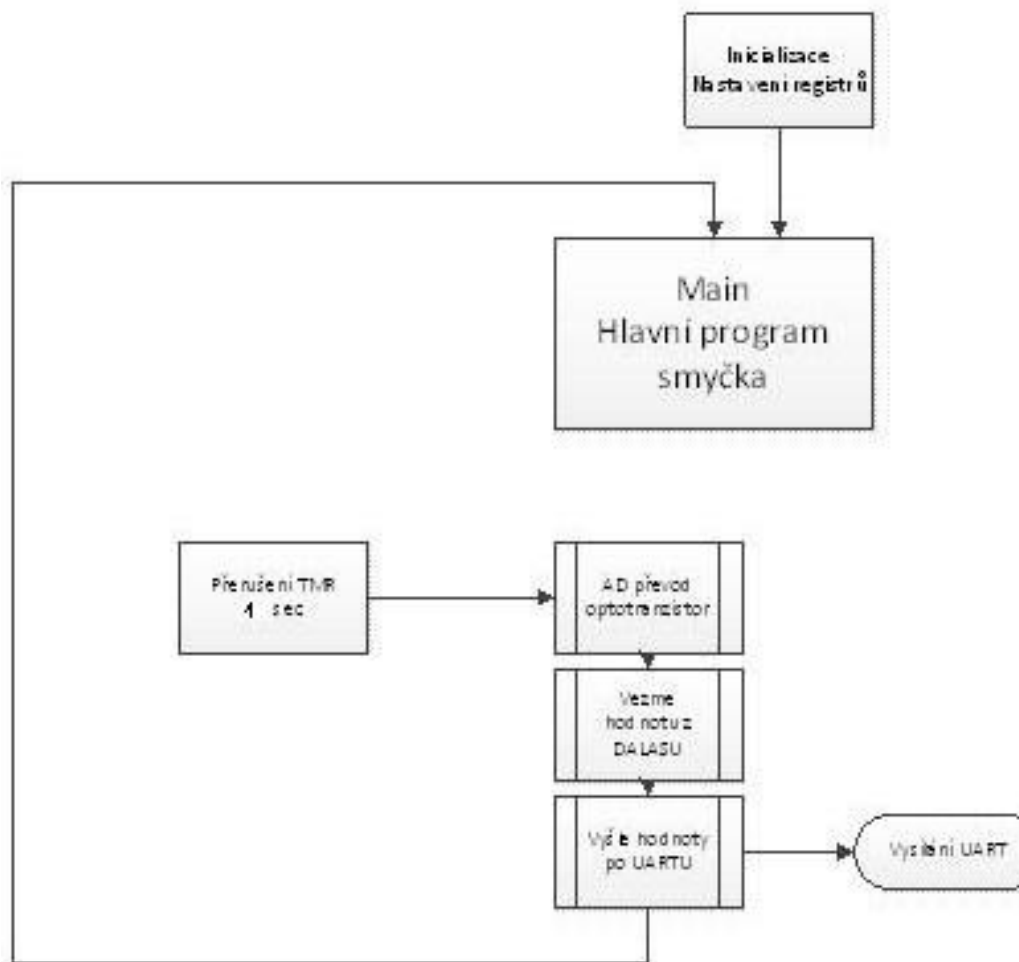 Inicializace
Nastavení registrů
Main
Hlavní program
smyčka
Přerušení TMR
1 sec
AD převod
optotranzistor
Vezme
hodnotu z
DALASU
Vyšle hodnoty
po UARTU
Vysílání UART